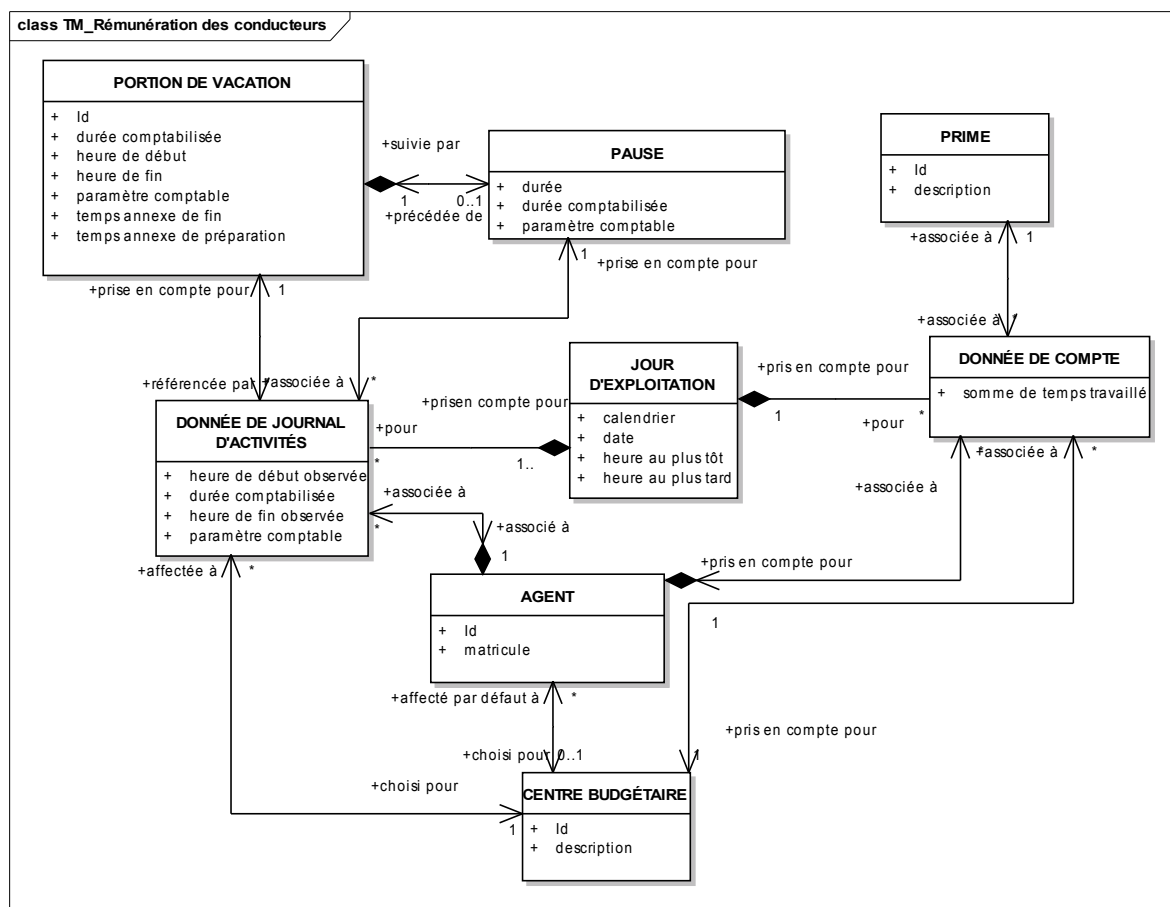 class TM_Rémunération des conducteurs
PORTION DE VACATION
+ Id
+ durée comptabilisée
+ heure de début
+ heure de fin
+ paramètre comptable
+ temps annexe de fin
+ temps annexe de préparation
+suivie par
1
0..1
+précédée de
PAUSE
+ durée
+ durée comptabilisée
+ paramètre comptable
PRIME
+ Id
+ description
+associée à
1
+associée à
*
1
+prise en compte pour
+prise en compte pour
1
+référencée par
+associée à
*
DONNÉE DE JOURNAL
D'ACTIVITÉS
+ heure de début observée
+ durée comptabilisée
+ heure de fin observée
+ paramètre comptable
+prisen compte pour
+pour
*
1..
JOUR
D'EXPLOITATION
+ calendrier
+ date
+ heure au plus tôt
+ heure au plus tard
+pris en compte pour
1
+pour
*
DONNÉE DE COMPTE
+ somme de temps travaillé
*
+associée à
*
+associée à
+associée à
*
+associé à
1
+affectée à
*
AGENT
+ Id
+ matricule
+pris en compte pour
1
+affecté par défaut à
*
+choisi pour
0..1
+pris en compte pour
1
+choisi pour
1
CENTRE BUDGÉTAIRE
+ Id
+ description